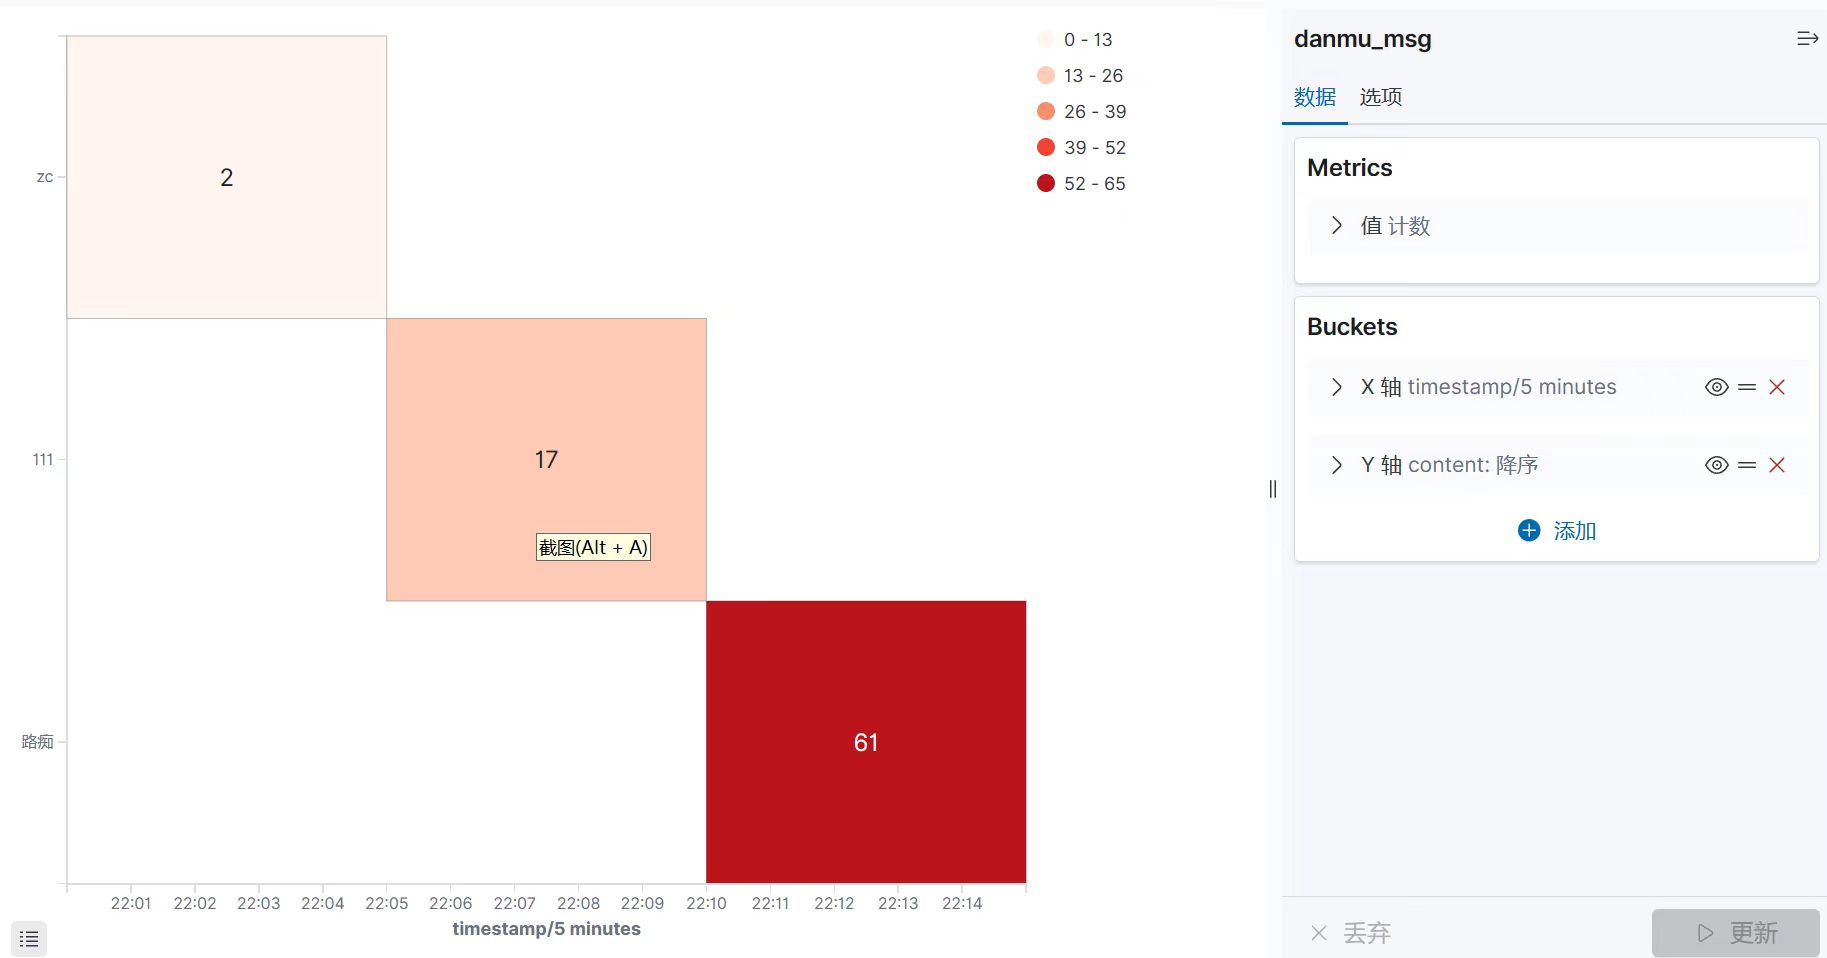 0 - 13
13 - 26
26 - 39
39 - 52
52 - 65
zc
2
111
17
截图(Alt + A)
路痴
61
22:01 22:02 22:03 22:04 22:05 22:06 22:07 22:08 22:09 22:10 22:11 22:12 22:13 22:14
timestamp/5 minutes
danmu_msg
数据 选项
Metrics
值 计数
Buckets
X 轴 timestamp/5 minutes
Y 轴 content: 降序
添加
丢弃 更新